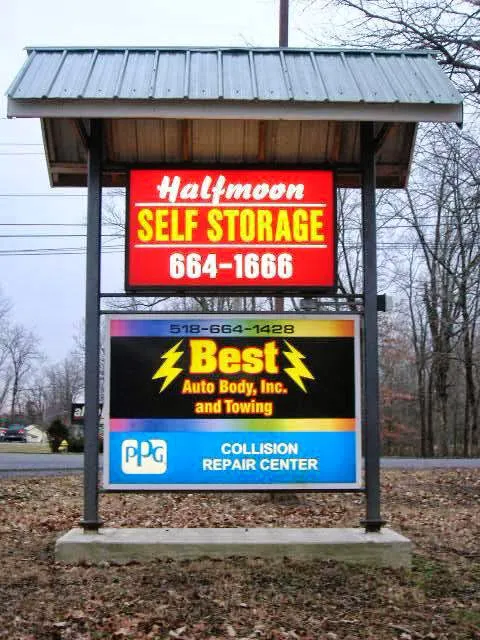 Halfmoon
SELF STORAGE
664-1666
518-664-1428
Best
Auto Body, Inc.
and Towing
PPG
COLLISION
REPAIR CENTER